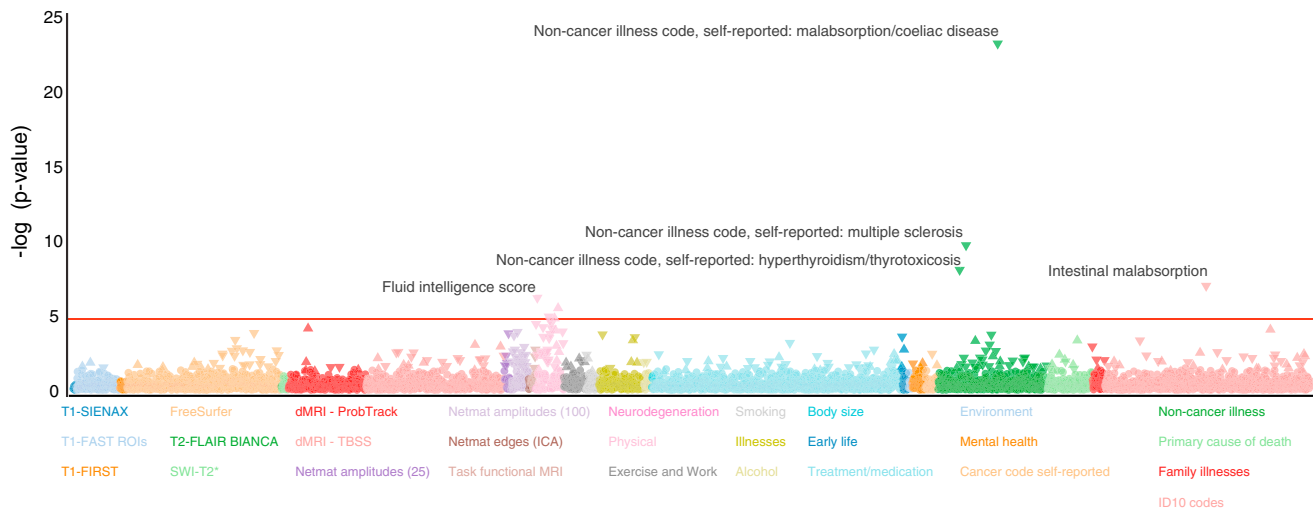 25
Non-cancer illness code, self-reported: malabsorption/coeliac disease
20
15
-log (p-value)
10
Non-cancer illness code, self-reported: multiple sclerosis
Non-cancer illness code, self-reported: hyperthyroidism/thyrotoxicosis
Intestinal malabsorption
Fluid intelligence score
5
0
T1-SIENAX FreeSurfer dMRI - ProbTrack Netmat amplitudes (100) Neurodegeneration Smoking Body size Environment Non-cancer illness
T1-FAST ROIs T2-FLAIR BIANCA dMRI - TBSS Netmat edges (ICA) Physical Illnesses Early life Mental health Primary cause of death
T1-FIRST SWI-T2* Netmat amplitudes (25) Task functional MRI Exercise and Work Alcohol Treatment/medication Cancer code self-reported Family illnesses
ID10 codes